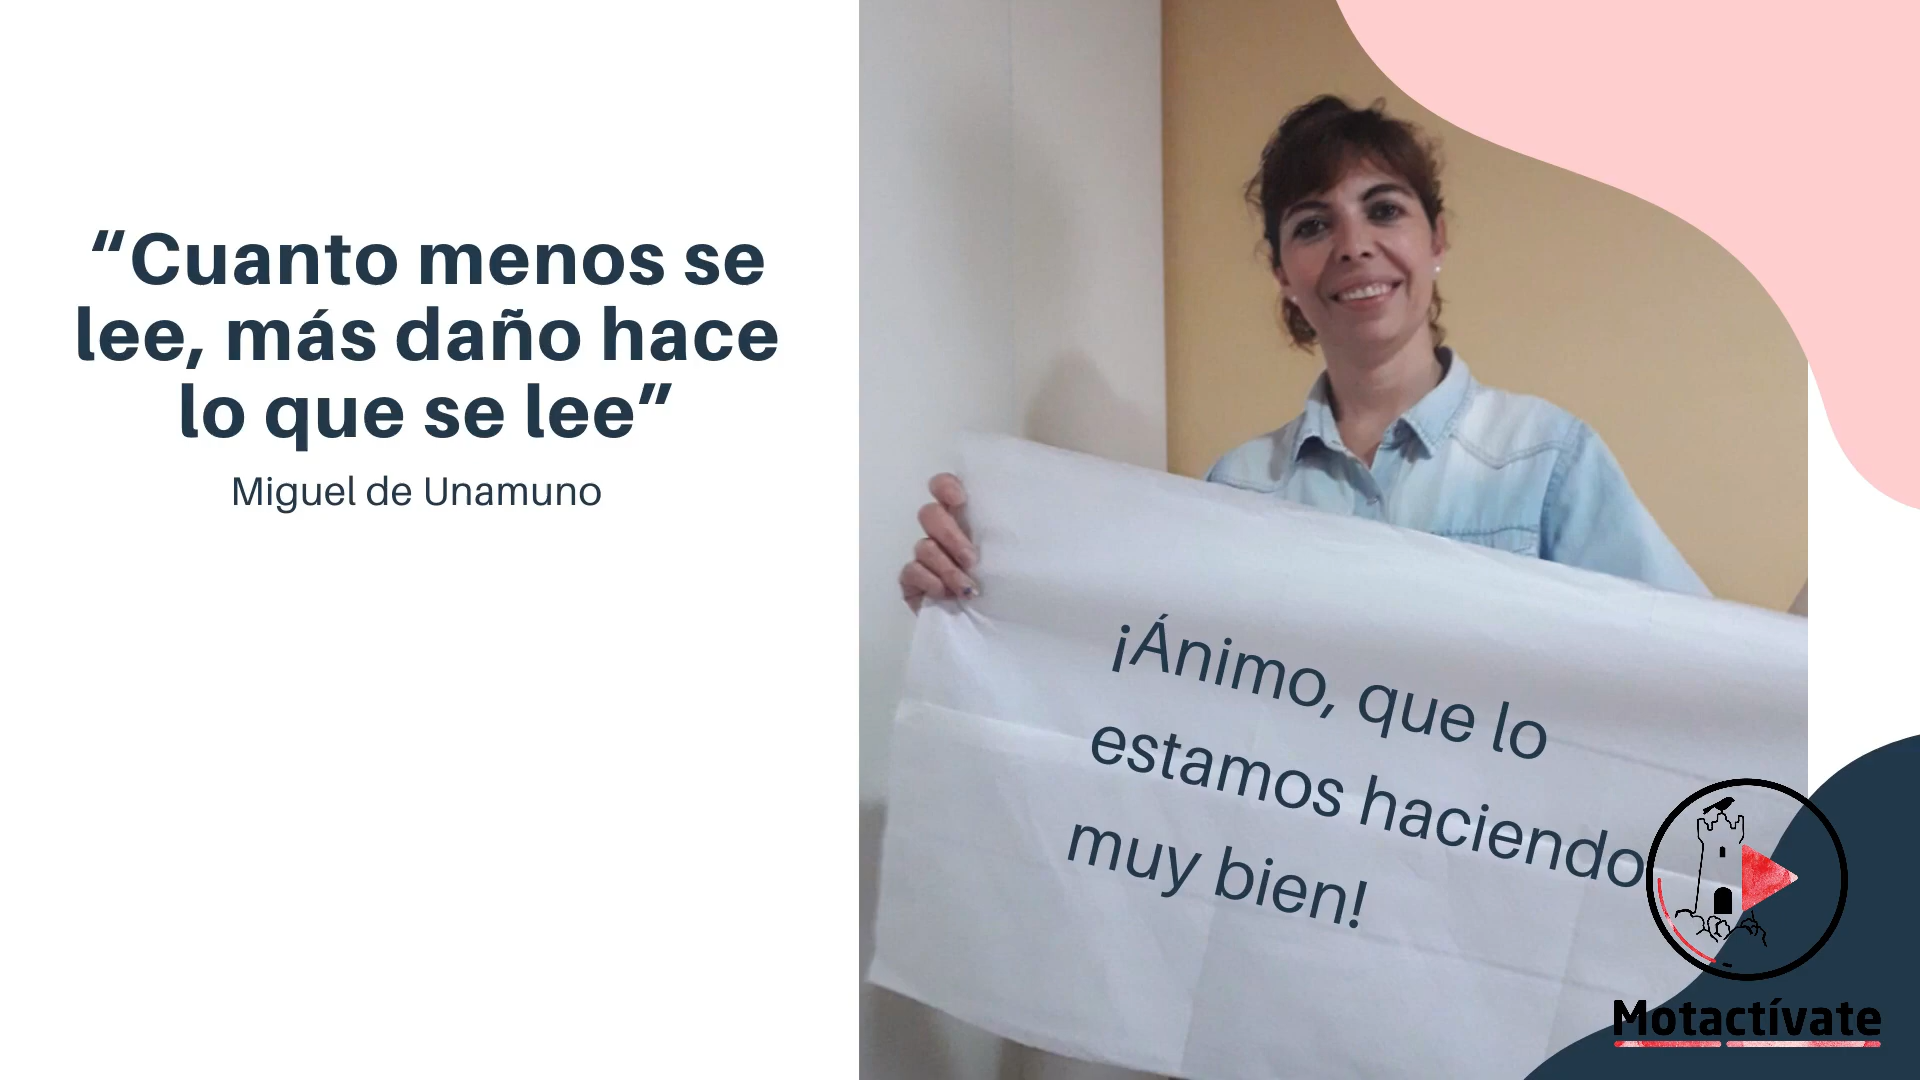 “Cuanto menos se
lee, más daño hace
lo que se lee”
Miguel de Unamuno
¡Ánimo, que lo
estamos haciendo
muy bien!
Motactívate